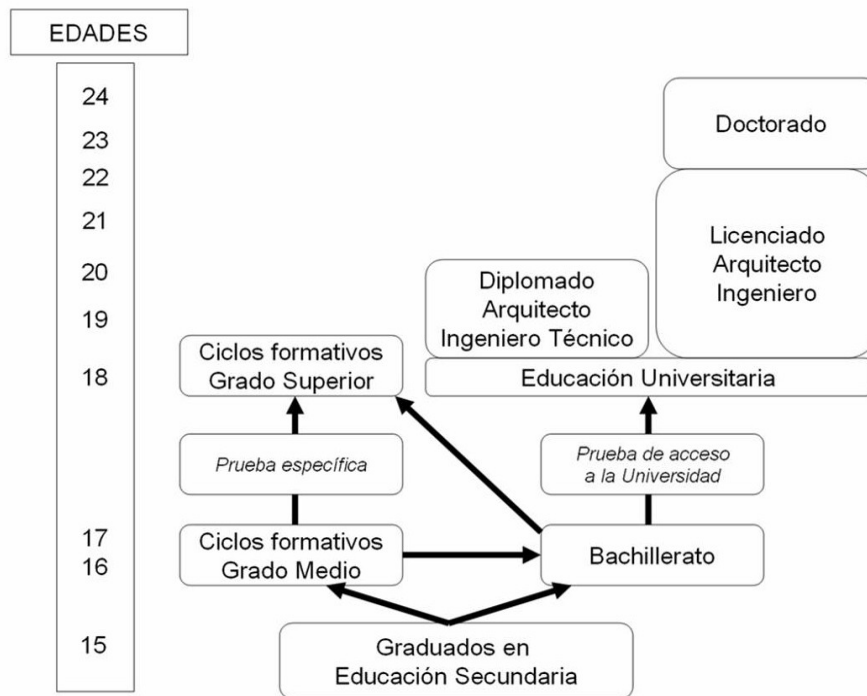 EDADES
24
23
22
21
20
19
18
17
16
15
Doctorado
Licenciado
Arquitecto
Ingeniero
Diplomado
Arquitecto
Ingeniero Técnico
Educación Universitaria
Ciclos formativos
Grado Superior
Prueba específica
Prueba de acceso
a la Universidad
Ciclos formativos
Grado Medio
Bachillerato
Graduados en
Educación Secundaria